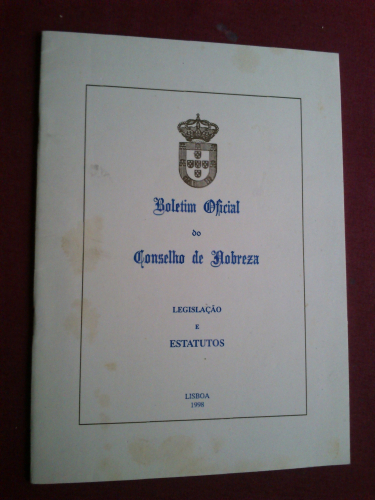 Boletim Oficial
do
Conselho de Nobreza
LEGISLAÇÃO
E
ESTATUTOS
LISBOA
1998